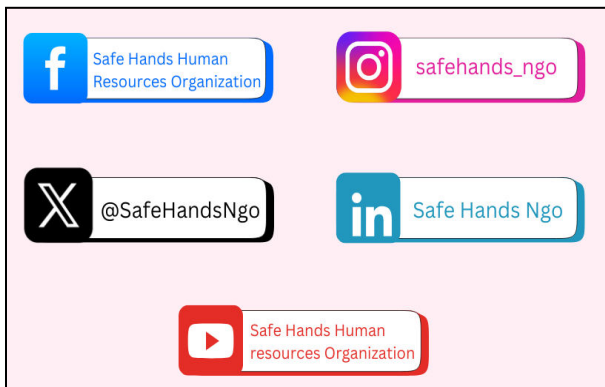 Safe Hands Human
Resources Organization
safehands_ngo
@SafeHandsNgo
Safe Hands Ngo
Safe Hands Human
resources Organization